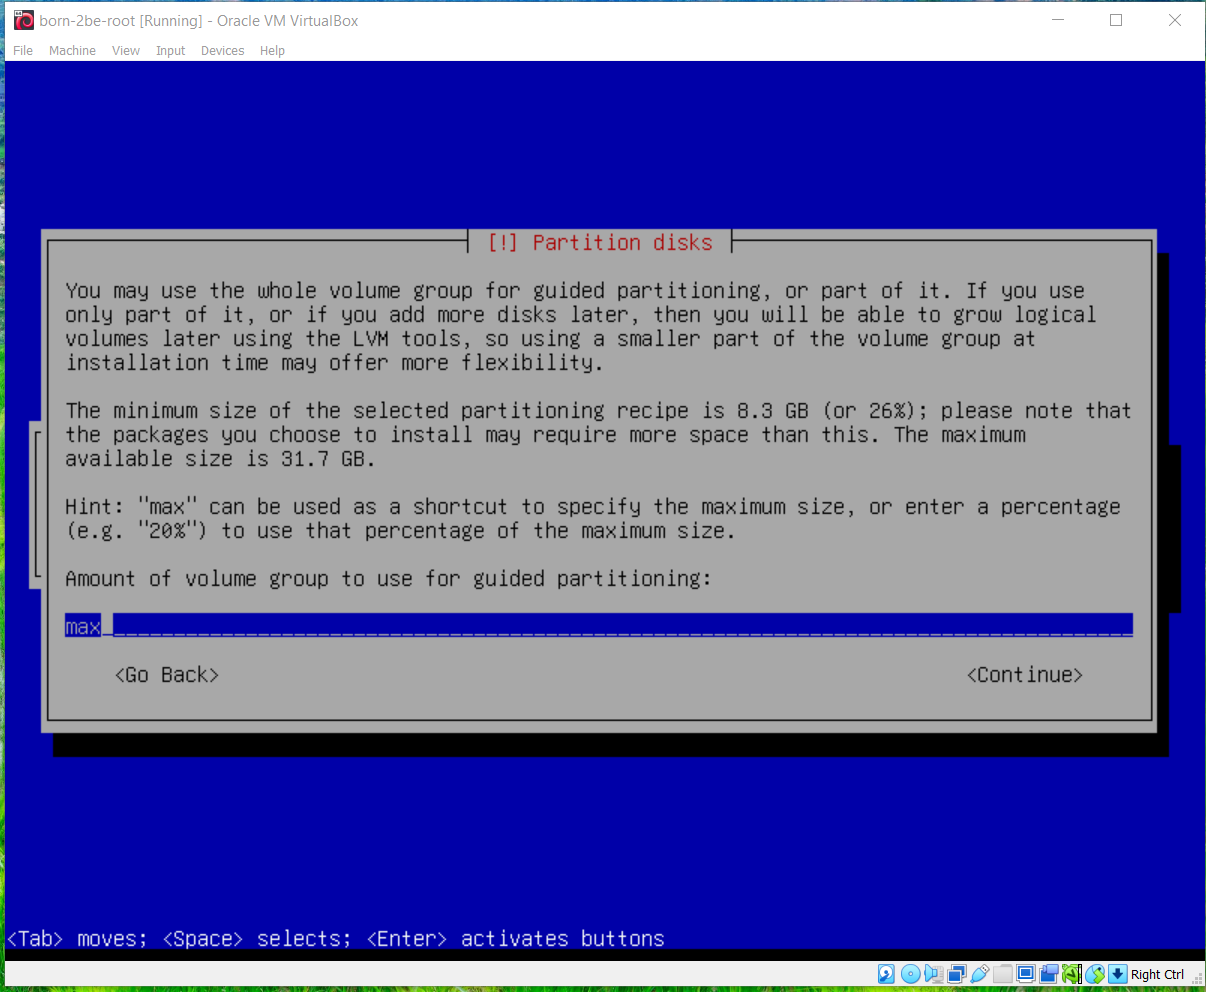 born-2be-root [Running] - Oracle VM VirtualBox
File Machine View Input Devices Help
[!] Partition disks
You may use the whole volume group for guided partitioning, or part of it. If you use
only part of it, or if you add more disks later, then you will be able to grow logical
volumes later using the LVM tools, so using a smaller part of the volume group at
installation time may offer more flexibility.
The minimum size of the selected partitioning recipe is 8.3 GB (or 26%); please note that
the packages you choose to install may require more space than this. The maximum
available size is 31.7 GB.
Hint: "max" can be used as a shortcut to specify the maximum size, or enter a percentage
(e.g. "20%") to use that percentage of the maximum size.
Amount of volume group to use for guided partitioning:
max
<Go Back> <Continue>
<Tab> moves; <Space> selects; <Enter> activates buttons
Right Ctrl